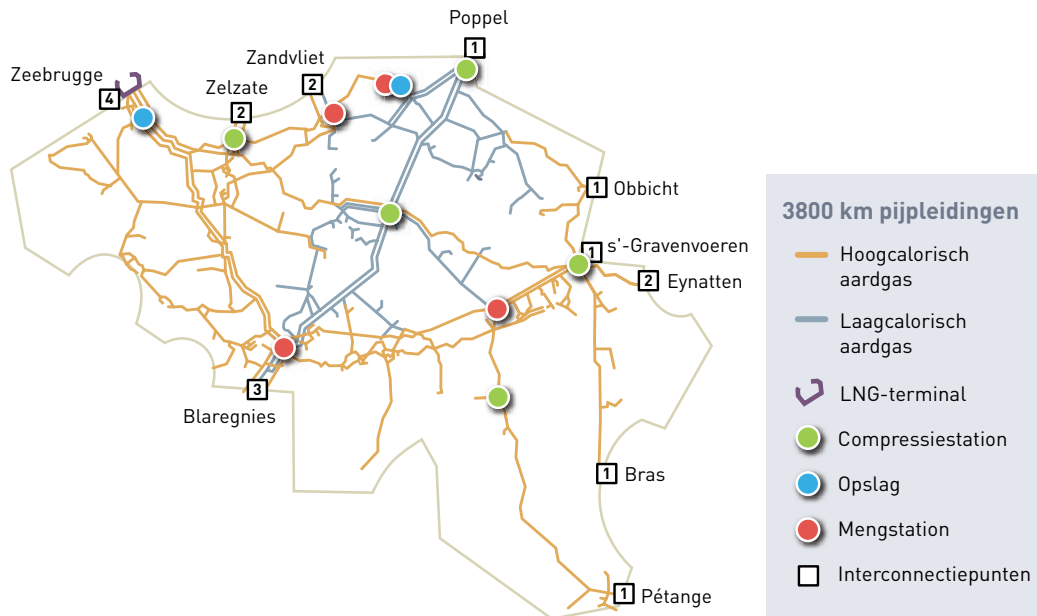 Poppel
1
Zandvliet
2
Zeebrugge
4
Zelzate
2
1
Obbicht
1
s'-Gravenvoeren
2
Eynatten
3
Blaregnies
1
Bras
1
Pétange
3800 km pijpleidingen
Hoogcalorisch
aardgas
Laagcalorisch
aardgas
LNG-terminal
Compressiestation
Opslag
Mengstation
Interconnectiepunten